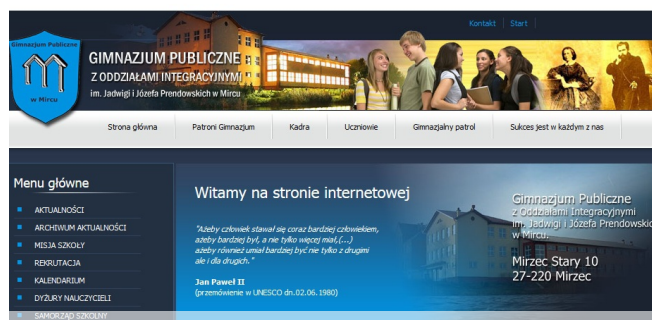 Kontakt
Start
Gimnazjum Publiczne
w Mircu
GIMNAZJUM PUBLICZNE
Z ODDZIAŁAMI INTEGRACYJNYMI
im. Jadwigi i Józefa Prendowskich w Mircu
Strona główna
Patroni Gimnazjum
Kadra
Uczniowie
Gimnazjalny patrol
Sukces jest w każdym z nas
Menu główne
AKTUALNOŚCI
ARCHIWUM AKTUALNOŚCI
MISJA SZKOŁY
REKRUTACJA
KALENDARIUM
DYŻURY NAUCZYCIELI
SAMORZĄD SZKOLNY
Witamy na stronie internetowej
"Ażeby człowiek stawał się coraz bardziej człowiekiem,
ażeby bardziej był, a nie tylko więcej miał,(...)
ażeby również umiał bardziej być nie tylko z drugimi
ale i dla drugich."
Jan Paweł II
(przemówienie w UNESCO dn.02.06.1980)
Gimnazjum Publiczne
z Oddziałami Integracyjnymi
im. Jadwigi i Józefa Prendowskic
w Mircu.
Mirzec Stary 10
27-220 Mirzec